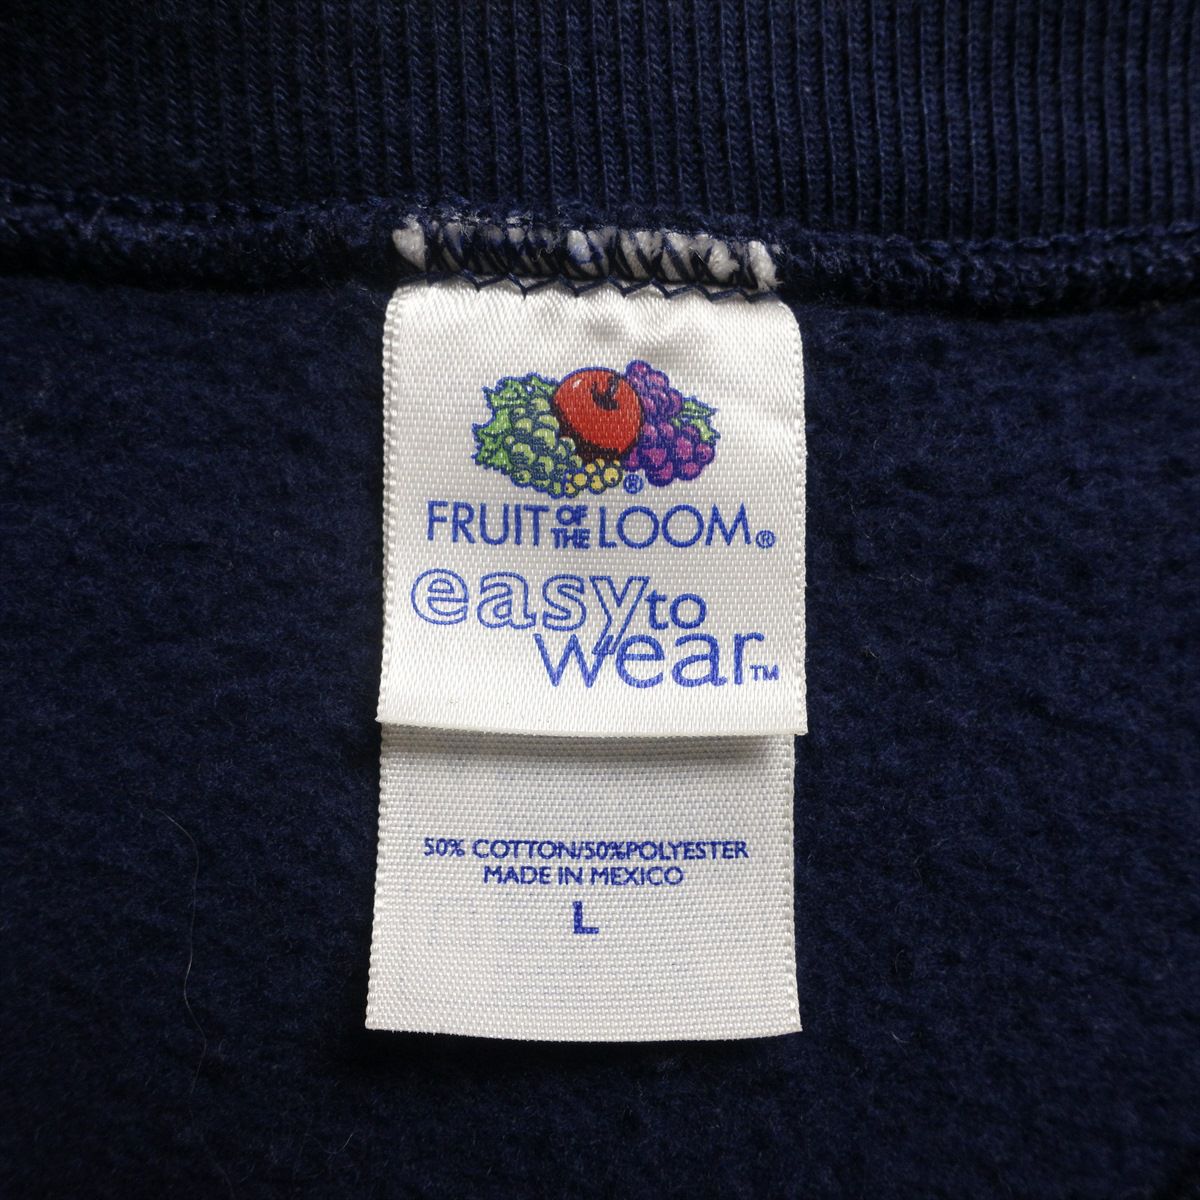 ®
FRUIT OF THE LOOM®
easy to
wear™
50% COTTON/50%POLYESTER
MADE IN MEXICO
L